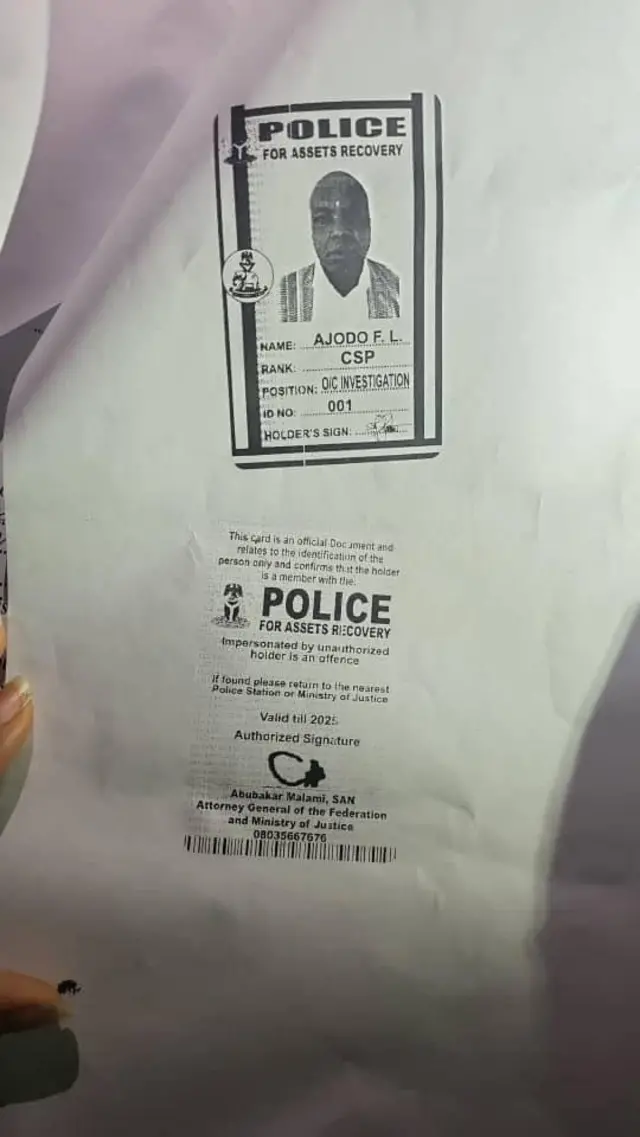 POLICE
FOR ASSETS RECOVERY
NAME: AJODO F. L.
RANK: CSP
POSITION: OIC INVESTIGATION
ID NO: 001
HOLDER'S SIGN:
This card is an official Document and
relates to the identification of the
person only and confirms that the holder
is a member with the.
POLICE
FOR ASSETS RECOVERY
Impersonated by unauthorized
holder is an offence
If found please return to the nearest
Police Station or Ministry of Justice
Valid till 2025
Authorized Signature
Abubakar Malami, SAN
Attorney General of the Federation
and Ministry of Justice
08035667676